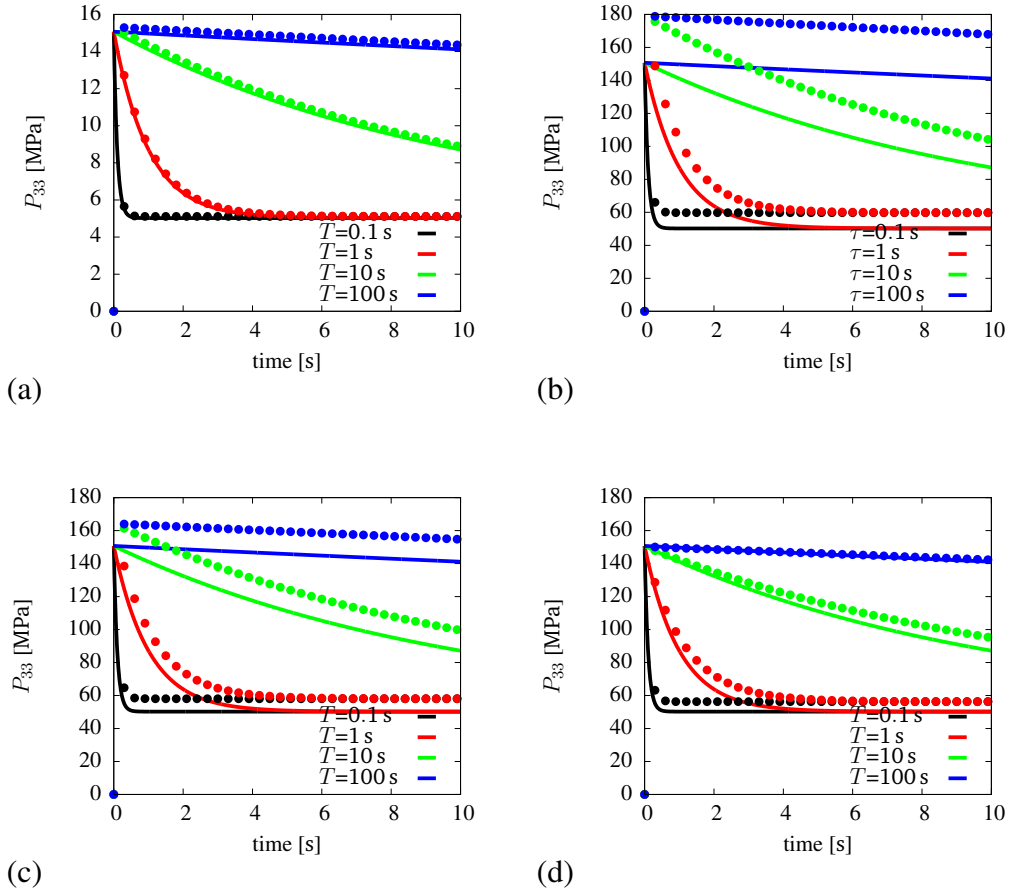 16
14
12
10
8
6
4
2
0
P33 [MPa]
0 2 4 6 8 10
time [s]
T=0.1 s
T=1 s
T=10 s
T=100 s
(a)
180
160
140
120
100
80
60
40
20
0
P33 [MPa]
0 2 4 6 8 10
time [s]
τ=0.1 s
τ=1 s
τ=10 s
τ=100 s
(b)
180
160
140
120
100
80
60
40
20
0
P33 [MPa]
0 2 4 6 8 10
time [s]
T=0.1 s
T=1 s
T=10 s
T=100 s
(c)
180
160
140
120
100
80
60
40
20
0
P33 [MPa]
0 2 4 6 8 10
time [s]
T=0.1 s
T=1 s
T=10 s
T=100 s
(d)